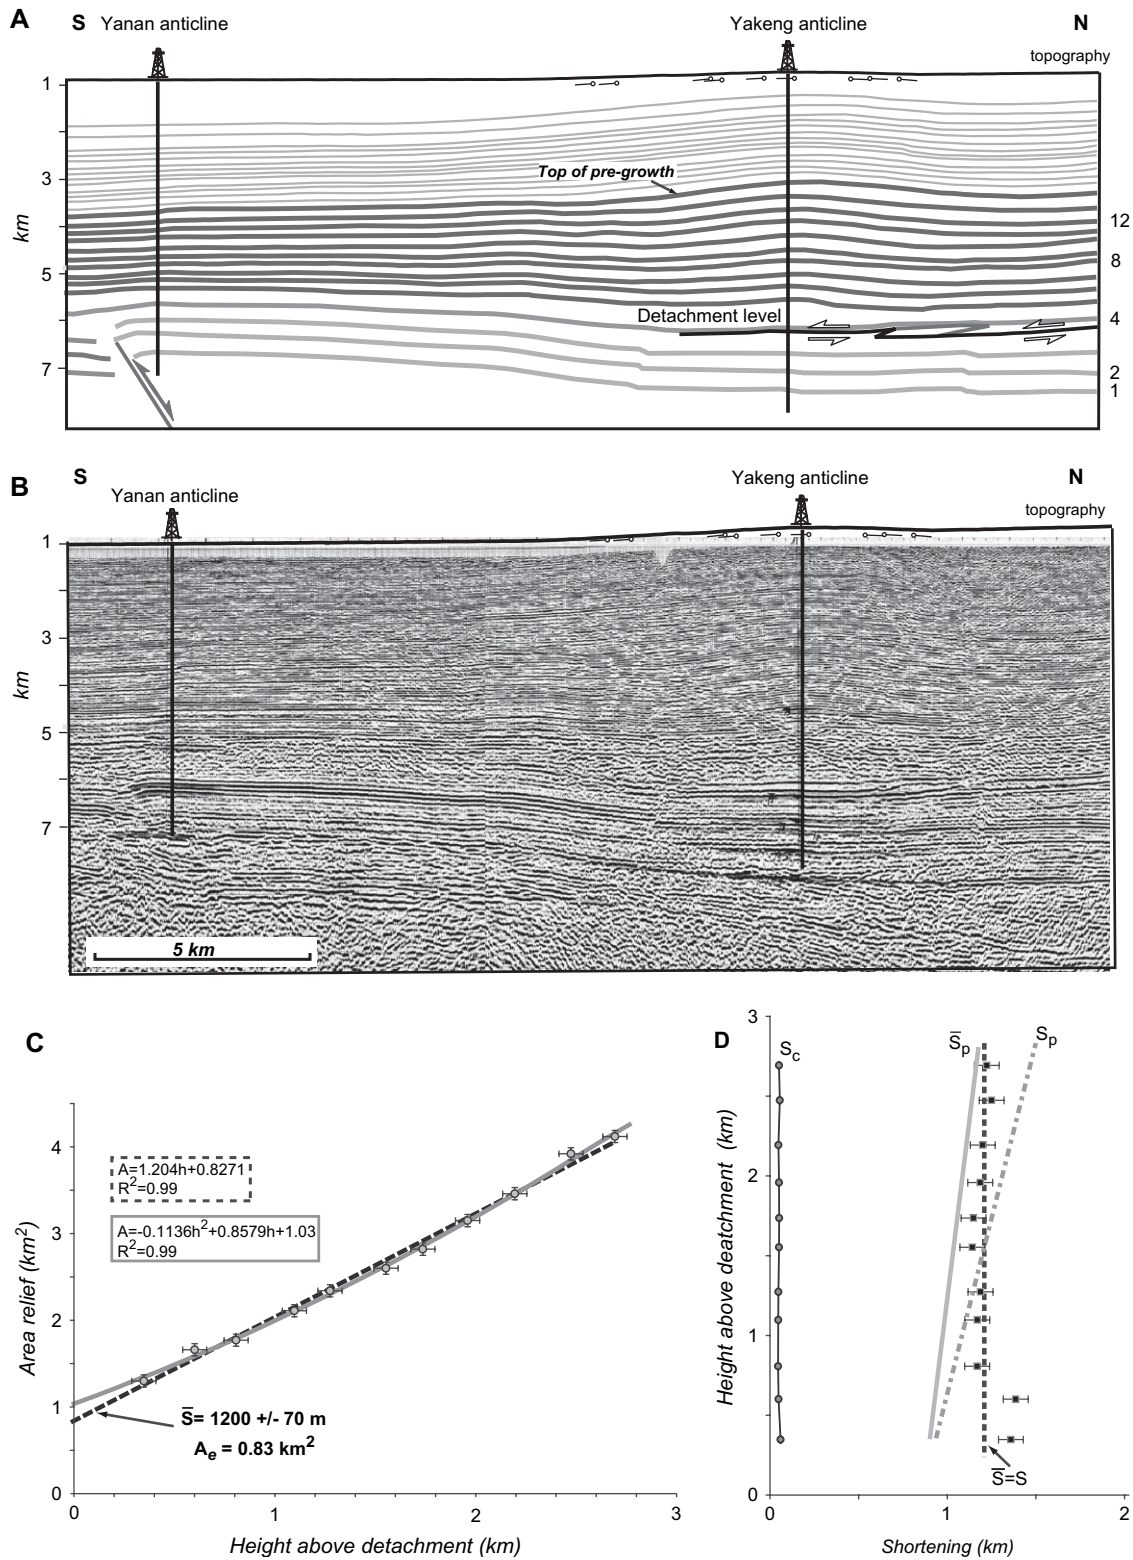 A
S
Yanan anticline
Yakeng anticline
N
topography
1
3
5
7
km
Top of pre-growth
Detachment level
12
8
4
2
1
B
S
Yanan anticline
Yakeng anticline
N
topography
1
3
5
7
km
5 km
C
A=1.204h+0.8271
R²=0.99
A=-0.1136h²+0.8579h+1.03
R²=0.99
S̅= 1200 +/- 70 m
Aₑ = 0.83 km²
Area relief (km²)
4
3
2
1
0
0
1
2
3
Height above detachment (km)
D
S_c
S̅_p
S_p
S̅=S
Height above deatchment (km)
3
2
1
0
0
1
2
Shortening (km)